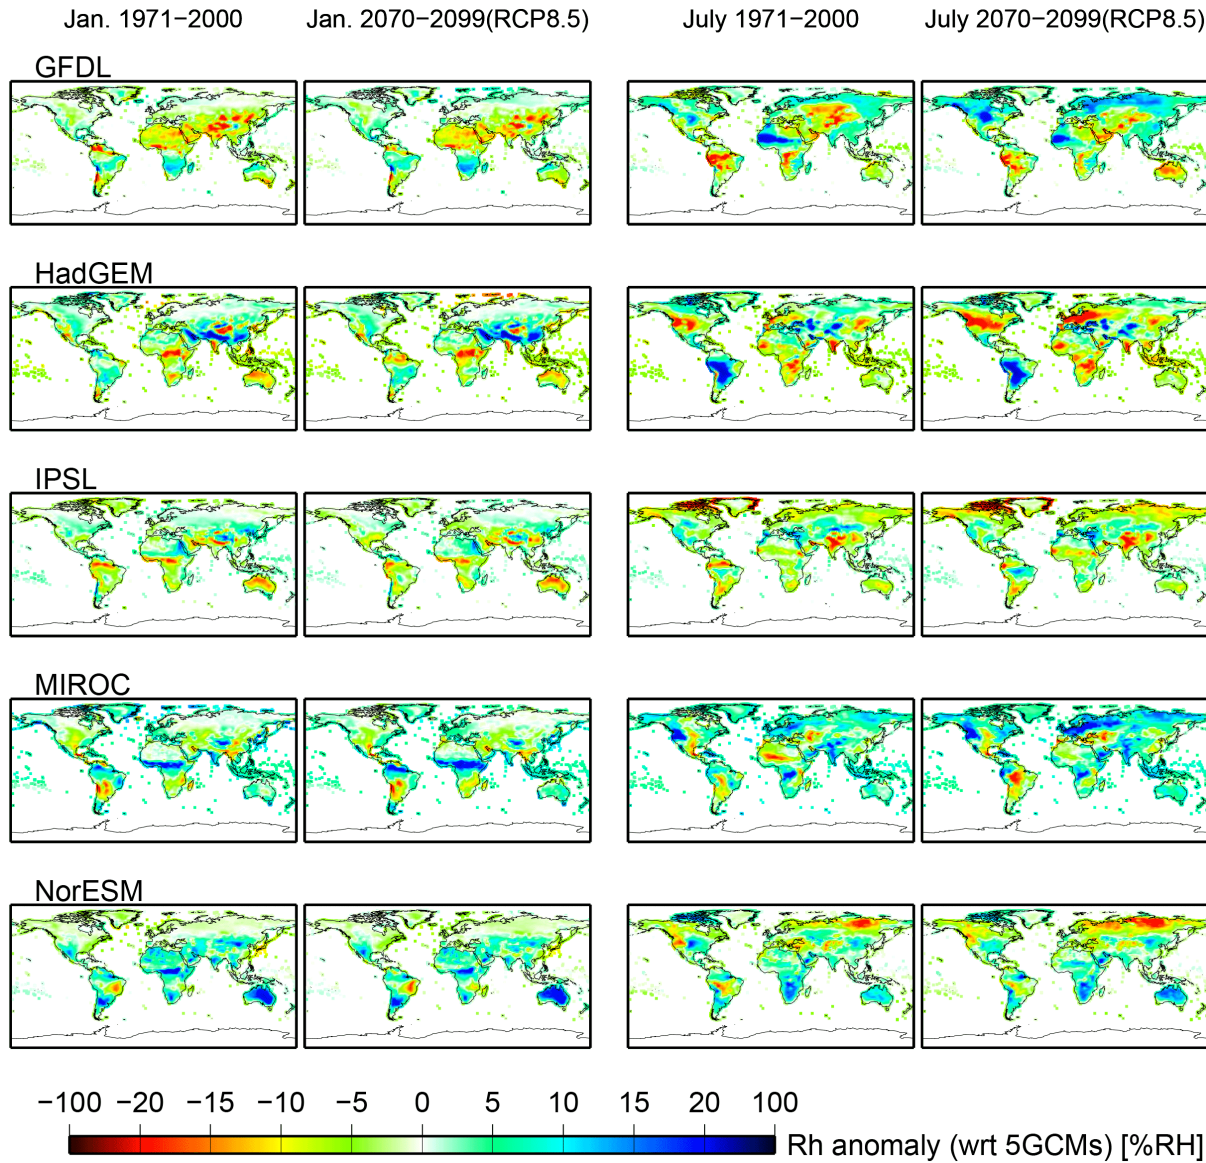 Jan. 1971−2000
Jan. 2070−2099(RCP8.5)
July 1971−2000
July 2070−2099(RCP8.5)
GFDL
HadGEM
IPSL
MIROC
NorESM
−100 −20 −15 −10 −5 0 5 10 15 20 100
Rh anomaly (wrt 5GCMs) [%RH]